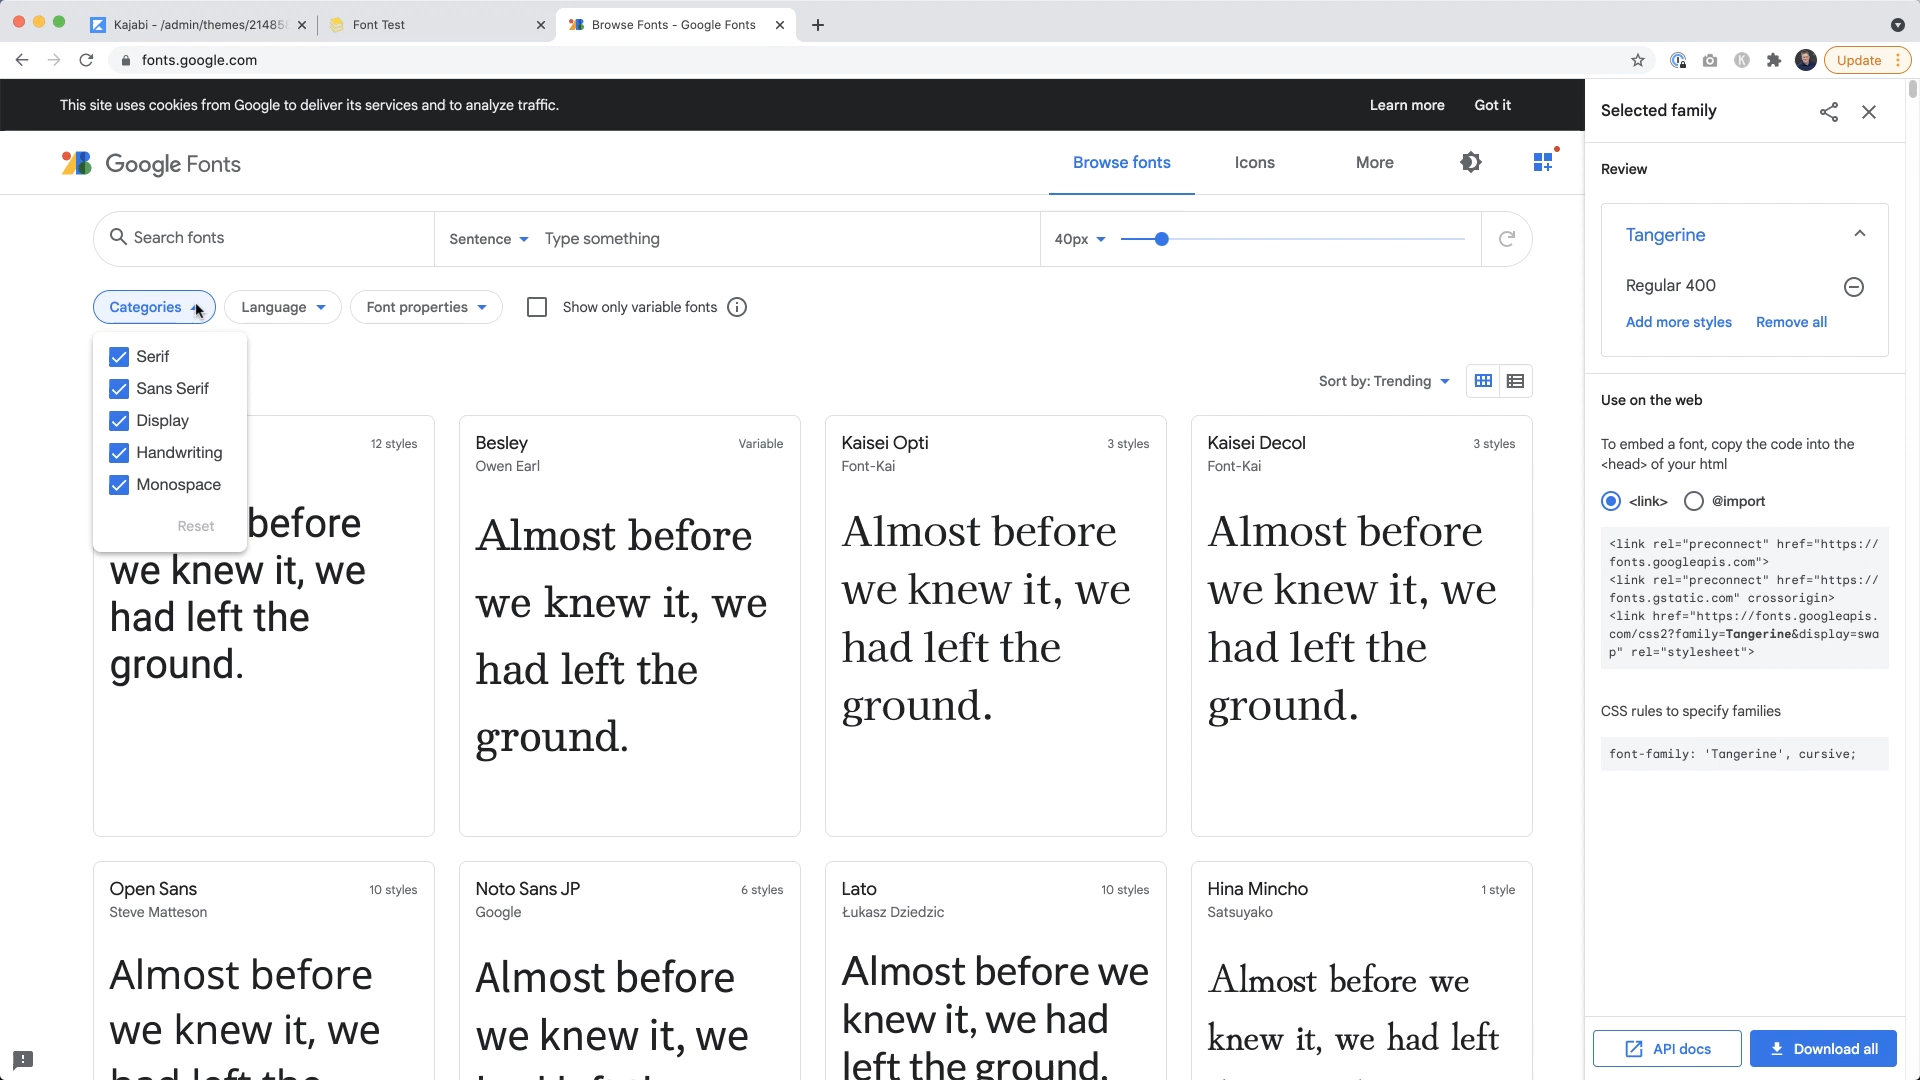 Kajabi - /admin/themes/21485
Font Test
Browse Fonts - Google Fonts
fonts.google.com
Update
This site uses cookies from Google to deliver its services and to analyze traffic.
Learn more
Got it
Google Fonts
Browse fonts
Icons
More
Search fonts
Sentence
Type something
40px
Categories
Language
Font properties
Show only variable fonts
Serif
Sans Serif
Display
Handwriting
Monospace
Reset
Sort by: Trending
12 styles
before
we knew it, we
had left the
ground.
Besley
Variable
Owen Earl
Almost before
we knew it, we
had left the
ground.
Kaisei Opti
3 styles
Font-Kai
Almost before
we knew it, we
had left the
ground.
Kaisei Decol
3 styles
Font-Kai
Almost before
we knew it, we
had left the
ground.
Open Sans
10 styles
Steve Matteson
Almost before
we knew it, we
had left the
Noto Sans JP
6 styles
Google
Almost before
we knew it, we
Lato
10 styles
Łukasz Dziedzic
Almost before we
knew it, we had
left the ground.
Hina Mincho
1 style
Satsuyako
Almost before we
knew it, we had left
Selected family
Review
Tangerine
Regular 400
Add more styles
Remove all
Use on the web
To embed a font, copy the code into the
<head> of your html
<link>
@import
<link rel="preconnect" href="https://
fonts.googleapis.com">
<link rel="preconnect" href="https://
fonts.gstatic.com" crossorigin>
<link href="https://fonts.googleapis.
com/css2?family=Tangerine&display=swa
p" rel="stylesheet">
CSS rules to specify families
font-family: 'Tangerine', cursive;
API docs
Download all